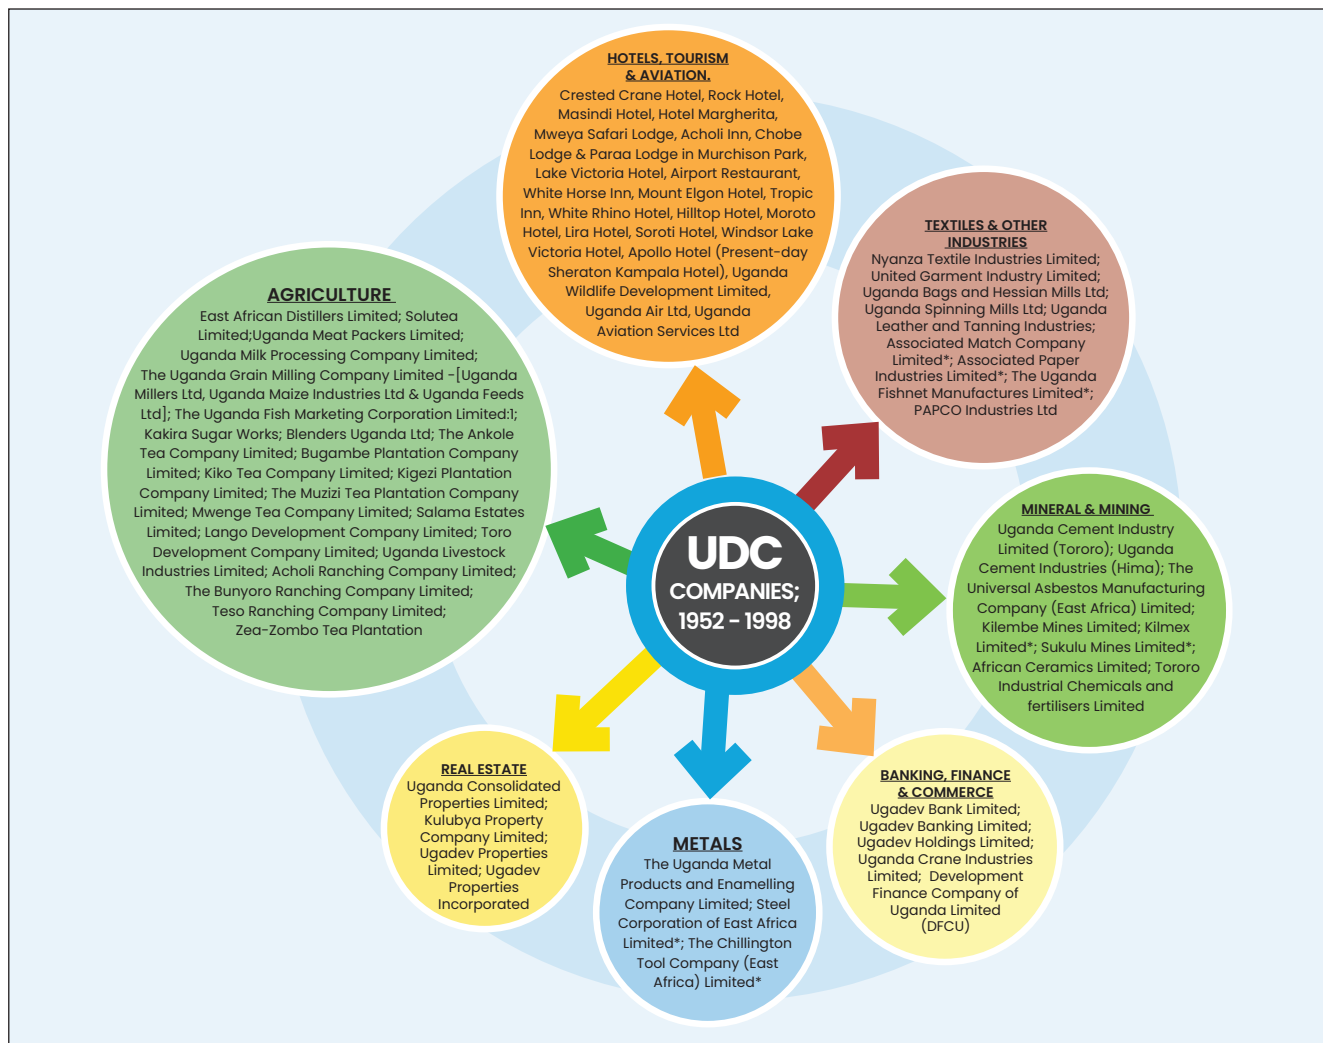 HOTELS, TOURISM
& AVIATION.
Crested Crane Hotel, Rock Hotel,
Masindi Hotel, Hotel Margherita,
Mweya Safari Lodge, Acholi Inn, Chobe
Lodge & Paraa Lodge in Murchison Park,
Lake Victoria Hotel, Airport Restaurant,
White Horse Inn, Mount Elgon Hotel, Tropic
Inn, White Rhino Hotel, Hilltop Hotel, Moroto
Hotel, Lira Hotel, Soroti Hotel, Windsor Lake
Victoria Hotel, Apollo Hotel (Present-day
Sheraton Kampala Hotel), Uganda
Wildlife Development Limited,
Uganda Air Ltd, Uganda
Aviation Services Ltd
TEXTILES & OTHER
INDUSTRIES
Nyanza Textile Industries Limited;
United Garment Industry Limited;
Uganda Bags and Hessian Mills Ltd;
Uganda Spinning Mills Ltd; Uganda
Leather and Tanning Industries;
Associated Match Company
Limited*; Associated Paper
Industries Limited*; The Uganda
Fishnet Manufactures Limited*;
PAPCO Industries Ltd
AGRICULTURE
East African Distillers Limited; Solutea
Limited;Uganda Meat Packers Limited;
Uganda Milk Processing Company Limited;
The Uganda Grain Milling Company Limited -[Uganda
Millers Ltd, Uganda Maize Industries Ltd & Uganda Feeds
Ltd]; The Uganda Fish Marketing Corporation Limited:1;
Kakira Sugar Works; Blenders Uganda Ltd; The Ankole
Tea Company Limited; Bugambe Plantation Company
Limited; Kiko Tea Company Limited; Kigezi Plantation
Company Limited; The Muzizi Tea Plantation Company
Limited; Mwenge Tea Company Limited; Salama Estates
Limited; Lango Development Company Limited; Toro
Development Company Limited; Uganda Livestock
Industries Limited; Acholi Ranching Company Limited;
The Bunyoro Ranching Company Limited;
Teso Ranching Company Limited;
Zea-Zombo Tea Plantation
UDC
COMPANIES;
1952 - 1998
MINERAL & MINING
Uganda Cement Industry
Limited (Tororo); Uganda
Cement Industries (Hima); The
Universal Asbestos Manufacturing
Company (East Africa) Limited;
Kilembe Mines Limited; Kilmex
Limited*; Sukulu Mines Limited*;
African Ceramics Limited; Tororo
Industrial Chemicals and
fertilisers Limited
REAL ESTATE
Uganda Consolidated
Properties Limited;
Kulubya Property
Company Limited;
Ugadev Properties
Limited; Ugadev
Properties
Incorporated
METALS
The Uganda Metal
Products and Enamelling
Company Limited; Steel
Corporation of East Africa
Limited*; The Chillington
Tool Company (East
Africa) Limited*
BANKING, FINANCE
& COMMERCE
Ugadev Bank Limited;
Ugadev Banking Limited;
Ugadev Holdings Limited;
Uganda Crane Industries
Limited;  Development
Finance Company of
Uganda Limited
(DFCU)